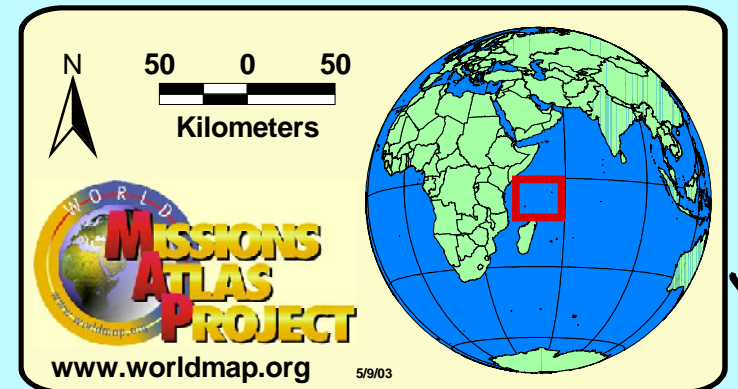 N
50 0 50
Kilometers
WORLD
MISSIONS
ATLAS
PROJECT
www.worldmap.org
www.worldmap.org 5/9/03